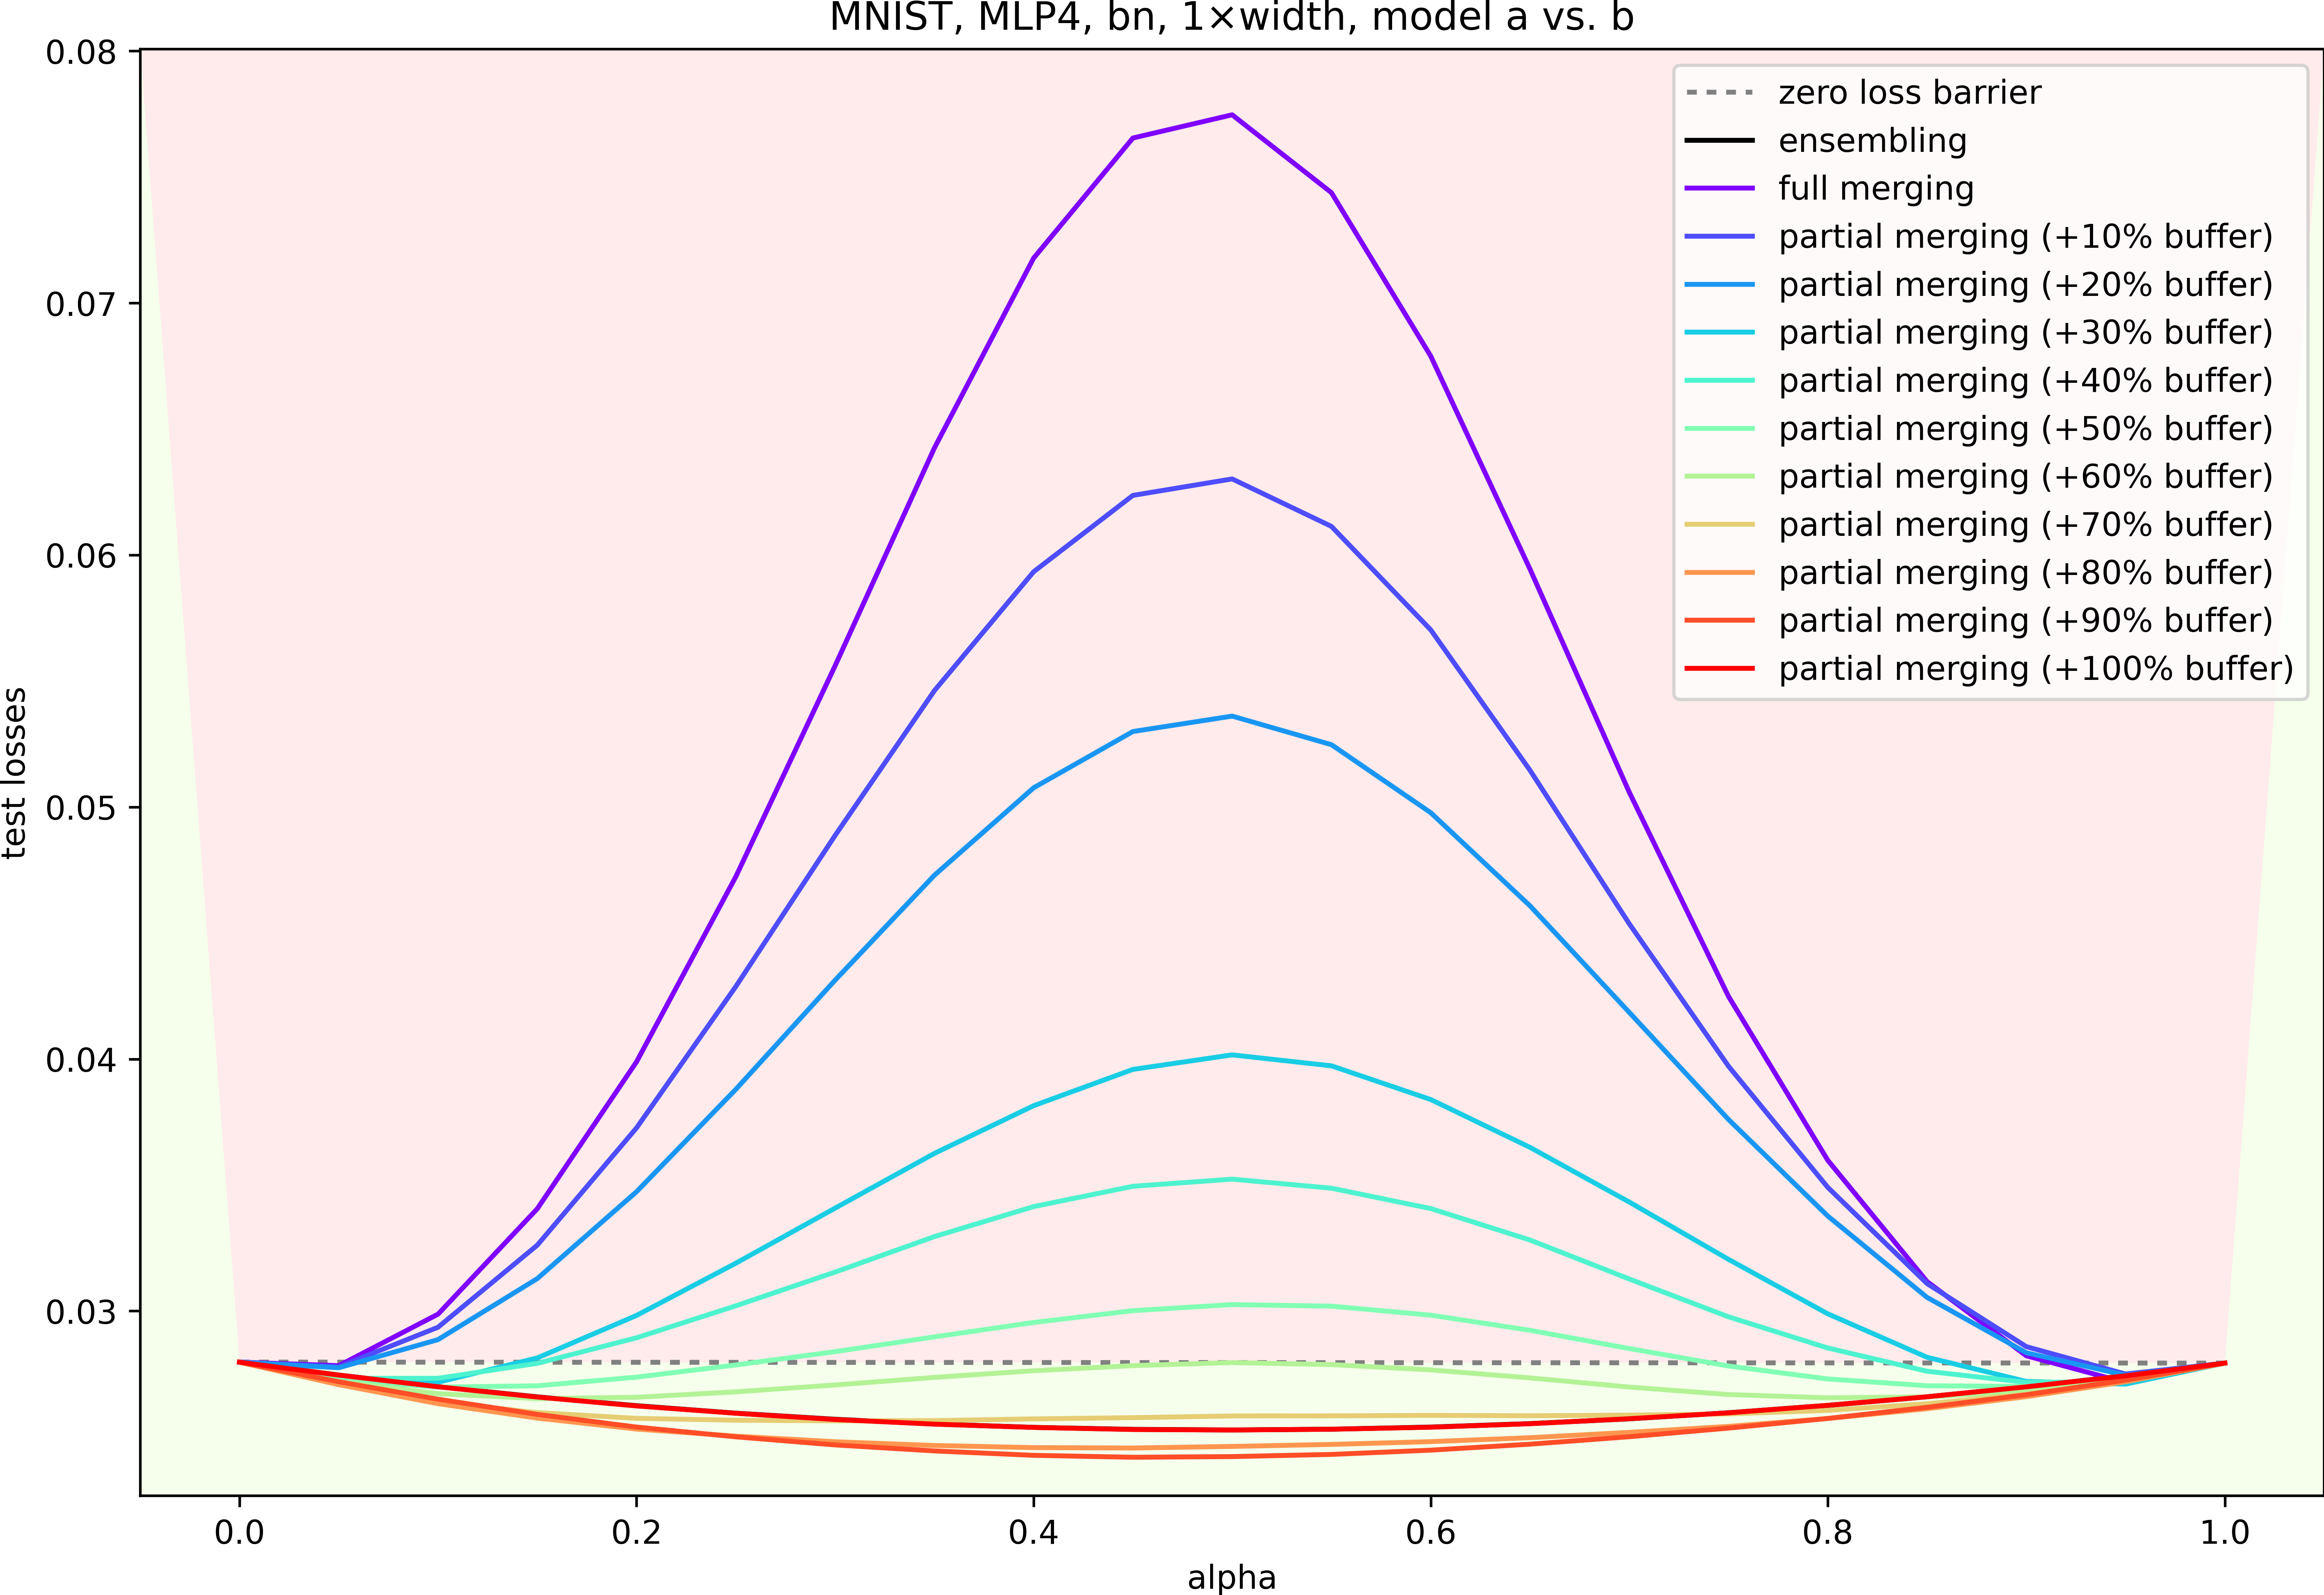 MNIST, MLP4, bn, 1×width, model a vs. b
0.08
0.07
0.06
0.05
0.04
0.03
test losses
zero loss barrier
ensembling
full merging
partial merging (+10% buffer)
partial merging (+20% buffer)
partial merging (+30% buffer)
partial merging (+40% buffer)
partial merging (+50% buffer)
partial merging (+60% buffer)
partial merging (+70% buffer)
partial merging (+80% buffer)
partial merging (+90% buffer)
partial merging (+100% buffer)
0.0 0.2 0.4 0.6 0.8 1.0
alpha